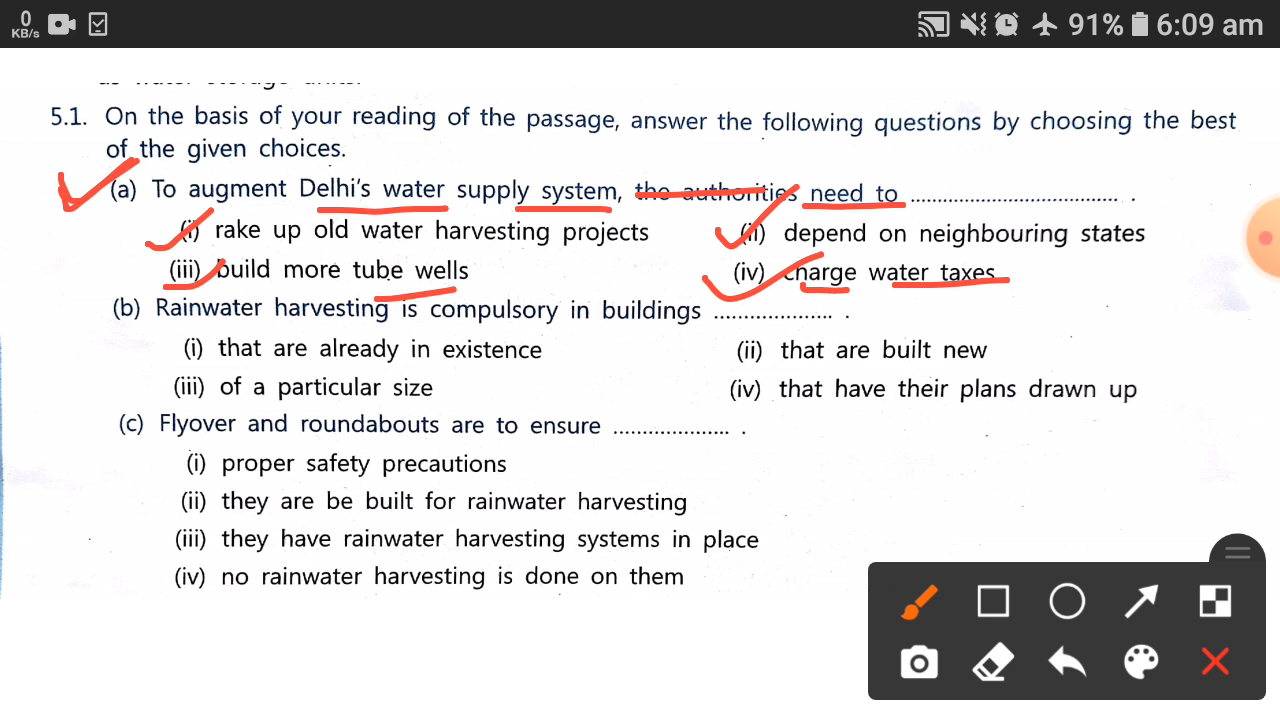 0
KB/s
91% 6:09 am
5.1. On the basis of your reading of the passage, answer the following questions by choosing the best
of the given choices.
(a) To augment Delhi's water supply system, the authorities need to .................................... .
(i) rake up old water harvesting projects (ii) depend on neighbouring states
(iii) build more tube wells (iv) charge water taxes
(b) Rainwater harvesting is compulsory in buildings .................... .
(i) that are already in existence (ii) that are built new
(iii) of a particular size (iv) that have their plans drawn up
(c) Flyover and roundabouts are to ensure .................... .
(i) proper safety precautions
(ii) they are be built for rainwater harvesting
(iii) they have rainwater harvesting systems in place
(iv) no rainwater harvesting is done on them